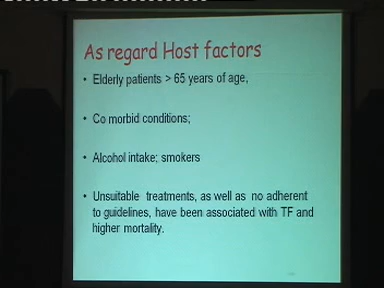 As regard Host factors
• Elderly patients > 65 years of age,
• Co morbid conditions;
• Alcohol intake; smokers
• Unsuitable treatments, as well as no adherent
to guidelines, have been associated with TF and
higher mortality.